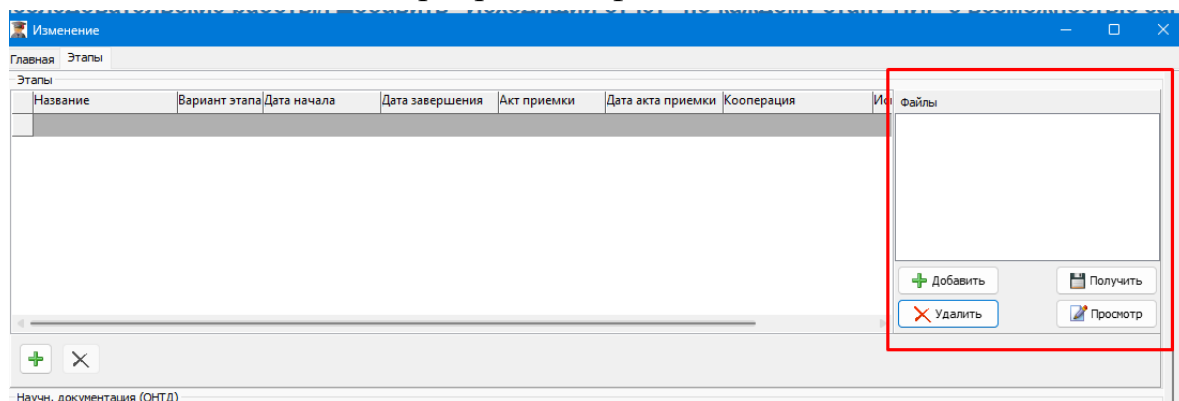 Изменение
Главная Этапы
Этапы
Название Вариант этапа Дата начала Дата завершения Акт приемки Дата акта приемки Кооперация
Файлы
Добавить Получить
Удалить Просмотр
Научн. документация (ОНТД)